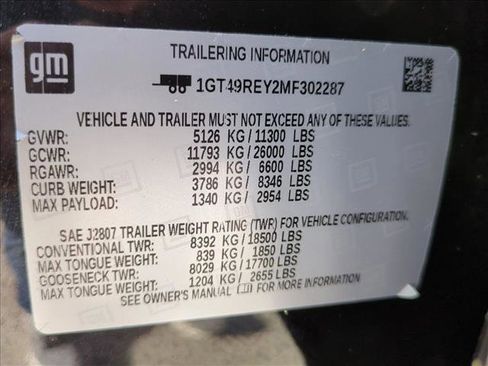 gm
TRAILERING INFORMATION
1GT49REY2MF302287
VEHICLE AND TRAILER MUST NOT EXCEED ANY OF THESE VALUES.
GVWR: 5126 KG/11300 LBS
GCWR: 11793 KG/26000 LBS
RGAWR: 2994 KG/ 6600 LBS
CURB WEIGHT: 3786 KG/ 8346 LBS
MAX PAYLOAD: 1340 KG/ 2954 LBS
SAE J2807 TRAILER WEIGHT RATING (TWR) FOR VEHICLE CONFIGURATION.
CONVENTIONAL TWR: 8392 KG/18500 LBS
MAX TONGUE WEIGHT: 839 KG/ 1850 LBS
GOOSENECK TWR: 8029 KG/17700 LBS
MAX TONGUE WEIGHT: 1204 KG/ 2655 LBS
SEE OWNER'S MANUAL gm FOR MORE INFORMATION